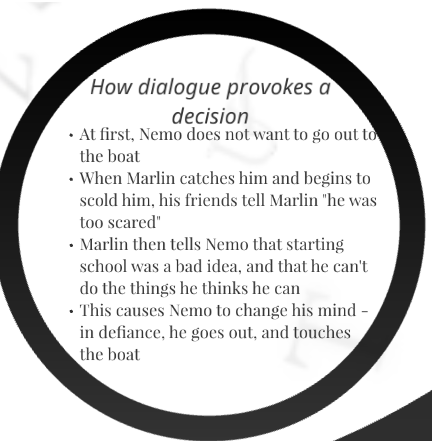 How dialogue provokes a
decision
• At first, Nemo does not want to go out to
the boat
• When Marlin catches him and begins to
scold him, his friends tell Marlin "he was
too scared"
• Marlin then tells Nemo that starting
school was a bad idea, and that he can't
do the things he thinks he can
• This causes Nemo to change his mind -
in defiance, he goes out, and touches
the boat